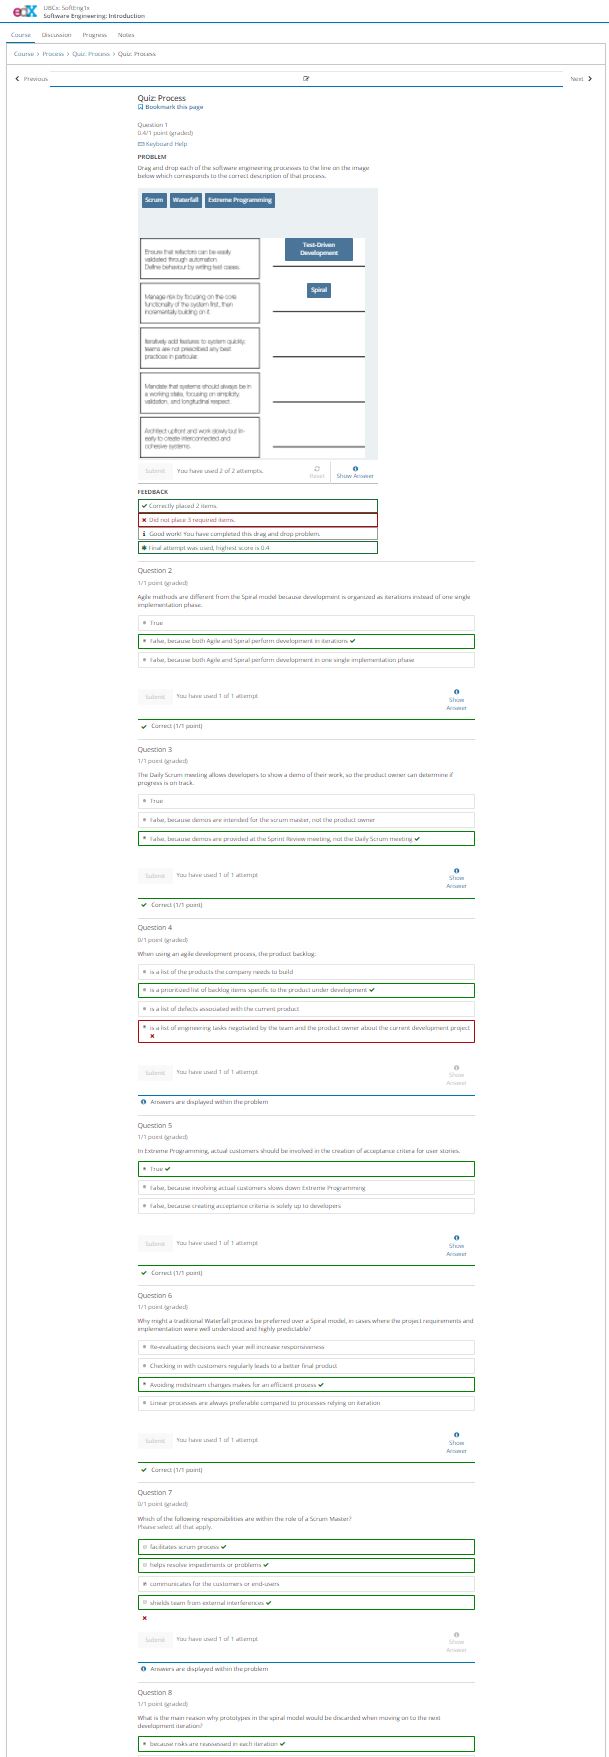 edX
UBCx: SoftEng1x
Software Engineering: Introduction
Course Discussion Progress Notes
Course > Process > Quiz: Process > Quiz: Process
Previous
Next
Quiz: Process
Bookmark this page
Question 1
0.4/1 point (graded)
Keyboard Help
PROBLEM
Drag and drop each of the software engineering processes to the line on the image
below which corresponds to the correct description of that process.
Scrum Waterfall Extreme Programming
Ensure that refactors can be easily
validated through automation.
Define behaviour by writing test cases.
Test-Driven
Development
Manage risk by focusing on the core
functionality of the system first, then
incrementally building on it.
Spiral
Iteratively add features to system quickly;
teams are not prescribed any best
practices in particular.
Mandate that systems should always be in
a working state, focusing on simplicity,
validation, and longitudinal respect.
Architect upfront and work slowly but lin-
early to create interconnected and
cohesive systems.
Submit You have used 2 of 2 attempts.
Reset
Show Answer
FEEDBACK
Correctly placed 2 items.
Did not place 3 required items.
Good work! You have completed this drag and drop problem.
Final attempt was used, highest score is 0.4
Question 2
1/1 point (graded)
Agile methods are different from the Spiral model because development is organized as iterations instead of one single
implementation phase.
True
False, because both Agile and Spiral perform development in iterations
False, because both Agile and Spiral perform development in one single implementation phase
Submit You have used 1 of 1 attempt
Show
Answer
Correct (1/1 point)
Question 3
1/1 point (graded)
The Daily Scrum meeting allows developers to show a demo of their work, so the product owner can determine if
progress is on track.
True
False, because demos are intended for the scrum master, not the product owner
False, because demos are provided at the Sprint Review meeting, not the Daily Scrum meeting
Submit You have used 1 of 1 attempt
Show
Answer
Correct (1/1 point)
Question 4
0/1 point (graded)
When using an agile development process, the product backlog:
is a list of the products the company needs to build
is a prioritized list of backlog items specific to the product under development
is a list of defects associated with the current product
is a list of engineering tasks negotiated by the team and the product owner about the current development project
Submit You have used 1 of 1 attempt
Show
Answer
Answers are displayed within the problem
Question 5
1/1 point (graded)
In Extreme Programming, actual customers should be involved in the creation of acceptance criteria for user stories.
True
False, because involving actual customers slows down Extreme Programming
False, because creating acceptance criteria is solely up to developers
Submit You have used 1 of 1 attempt
Show
Answer
Correct (1/1 point)
Question 6
1/1 point (graded)
Why might a traditional Waterfall process be preferred over a Spiral model, in cases where the project requirements and
implementation were well understood and highly predictable?
Re-evaluating decisions each year will increase responsiveness
Checking in with customers regularly leads to a better final product
Avoiding midstream changes makes for an efficient process
Linear processes are always preferable compared to processes relying on iteration
Submit You have used 1 of 1 attempt
Show
Answer
Correct (1/1 point)
Question 7
0/1 point (graded)
Which of the following responsibilities are within the role of a Scrum Master?
Please select all that apply.
facilitates scrum process
helps resolve impediments or problems
communicates for the customers or end-users
shields team from external interferences
Submit You have used 1 of 1 attempt
Show
Answer
Answers are displayed within the problem
Question 8
1/1 point (graded)
What is the main reason why prototypes in the spiral model would be discarded when moving on to the next
development iteration?
because risks are reassessed in each iteration